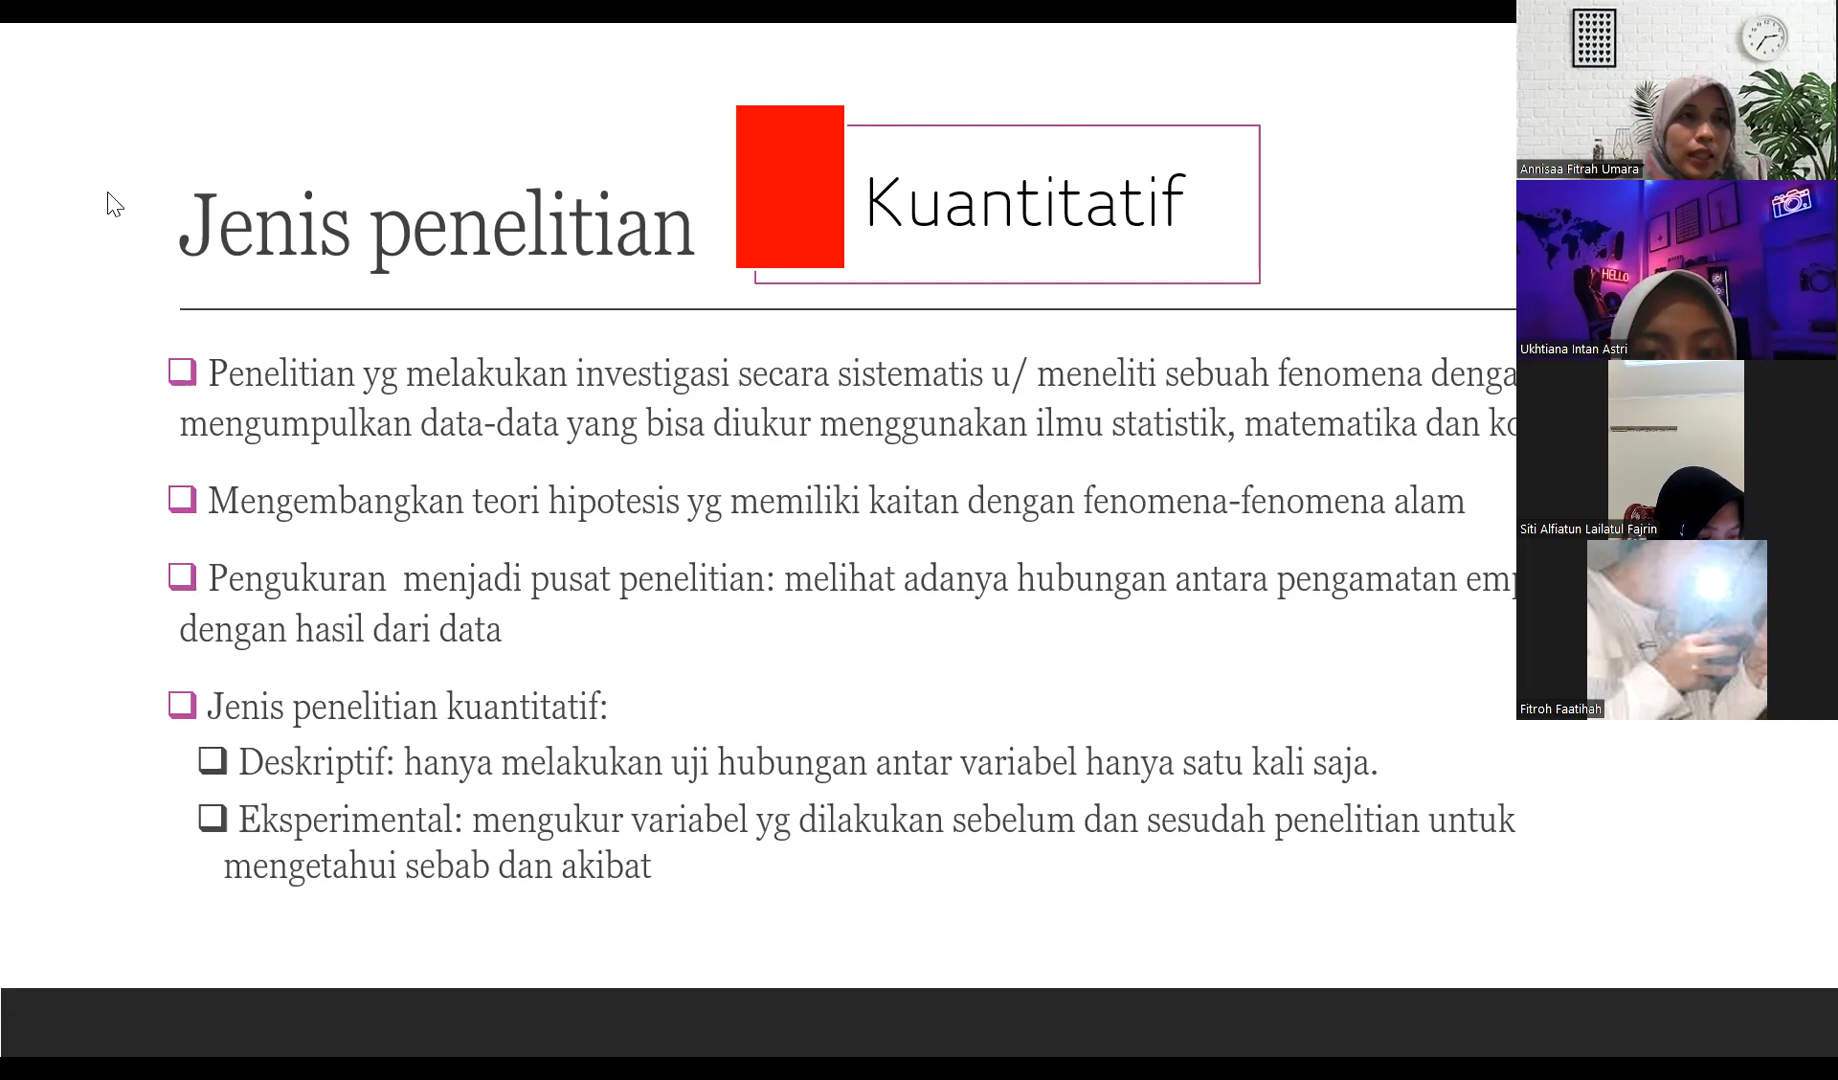 Jenis penelitian
Kuantitatif
Penelitian yg melakukan investigasi secara sistematis u/ meneliti sebuah fenomena
mengumpulkan data-data yang bisa diukur menggunakan ilmu statistik, matematika dan
Mengembangkan teori hipotesis yg memiliki kaitan dengan fenomena-fenomena alam
Pengukuran menjadi pusat penelitian: melihat adanya hubungan antara pengamatan
dengan hasil dari data
Jenis penelitian kuantitatif:
Deskriptif: hanya melakukan uji hubungan antar variabel hanya satu kali saja.
Eksperimental: mengukur variabel yg dilakukan sebelum dan sesudah penelitian untuk
mengetahui sebab dan akibat
Annisaa Fitrah Umara
HELLO
Ukhtiana Intan Astri
Siti Alfiatun Lailatul Fajrin
Fitroh Faatihah